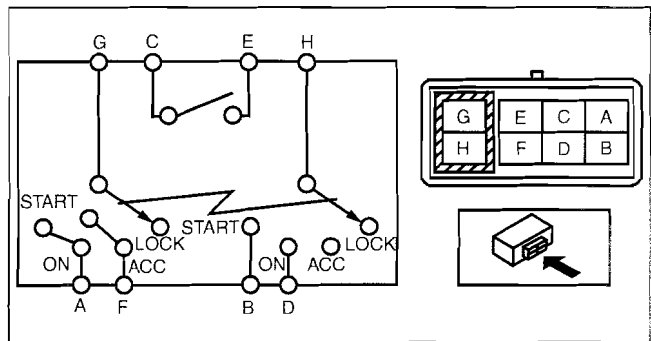 G C E H
G E C A
H F D B
START
START
LOCK
LOCK
ON
ACC
ON
ACC
A F B D